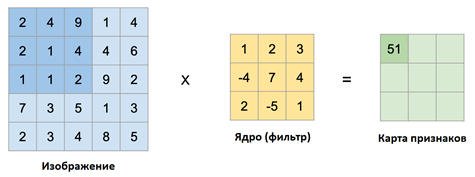 2 4 9 1 4
2 1 4 4 6
1 1 2 9 2
7 3 5 1 3
2 3 4 8 5
Изображение
x
1 2 3
-4 7 4
2 -5 1
Ядро (фильтр)
=
51
Карта признаков